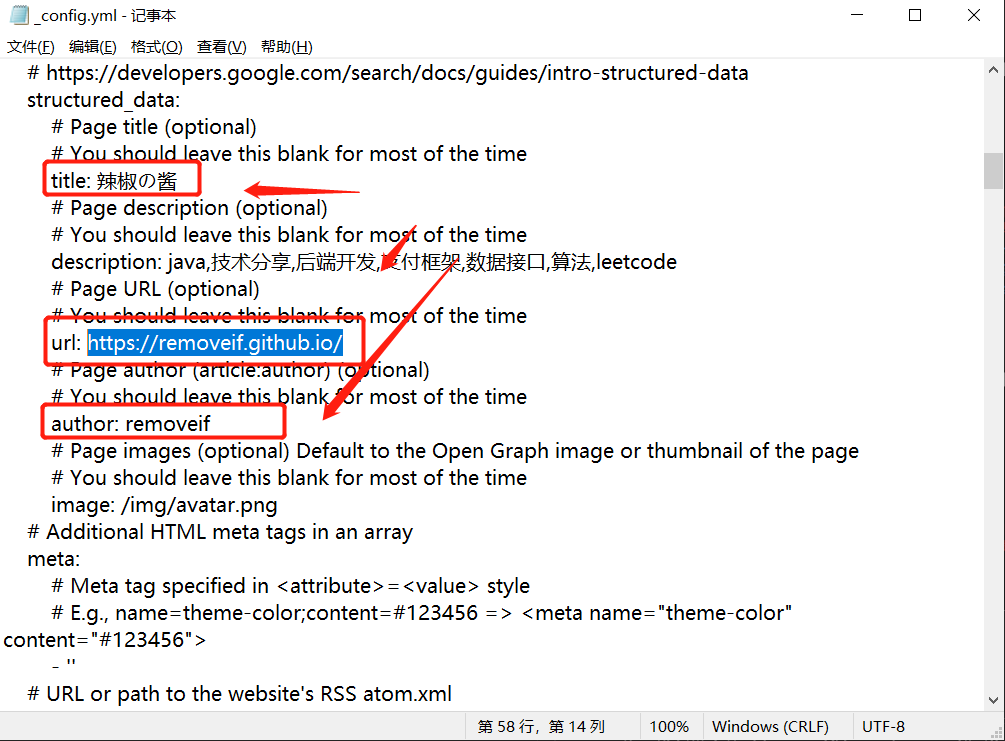 _config.yml - 记事本
文件(F) 编辑(E) 格式(O) 查看(V) 帮助(H)
# https://developers.google.com/search/docs/guides/intro-structured-data
structured_data:
# Page title (optional)
# You should leave this blank for most of the time
title: 辣椒の酱
# Page description (optional)
# You should leave this blank for most of the time
description: java,技术分享,后端开发,支付框架,数据接口,算法,leetcode
# Page URL (optional)
# You should leave this blank for most of the time
url: https://removeif.github.io/
# Page author (article:author) (optional)
# You should leave this blank for most of the time
author: removeif
# Page images (optional) Default to the Open Graph image or thumbnail of the page
# You should leave this blank for most of the time
image: /img/avatar.png
# Additional HTML meta tags in an array
meta:
# Meta tag specified in <attribute>=<value> style
# E.g., name=theme-color;content=#123456 => <meta name="theme-color"
content="#123456">
- ''
# URL or path to the website's RSS atom.xml
第 58 行，第 14 列 100% Windows (CRLF) UTF-8